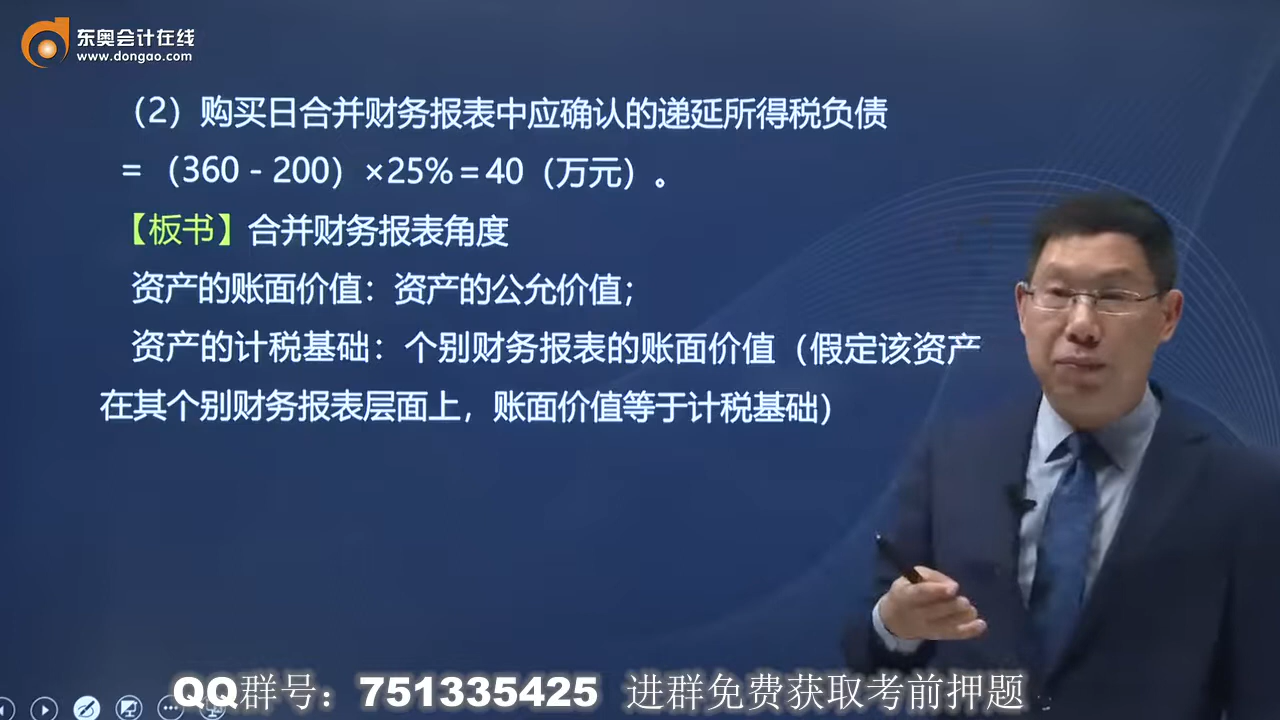 东奥会计在线
www.dongao.com
（2）购买日合并财务报表中应确认的递延所得税负债
＝（360－200）×25%＝40（万元）。
【板书】合并财务报表角度
资产的账面价值：资产的公允价值；
资产的计税基础：个别财务报表的账面价值（假定该资产
在其个别财务报表层面上，账面价值等于计税基础）
QQ群号：751335425 进群免费获取考前押题